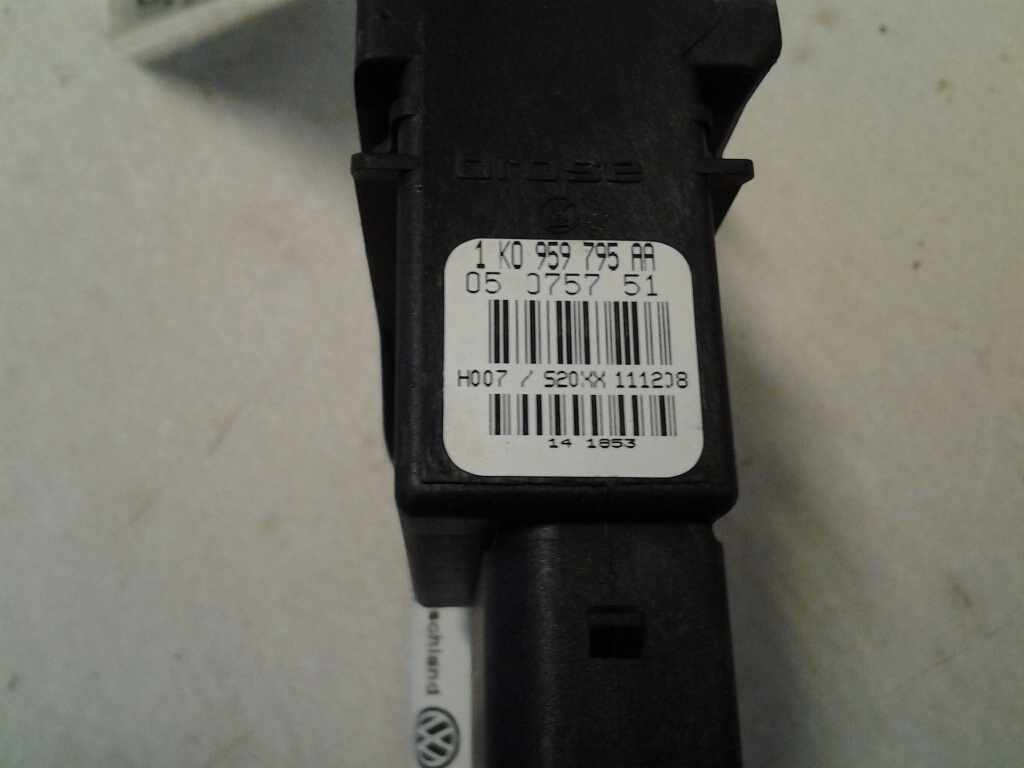 brose
1 K0 959 795 AA
05 0757 51
H007 / S20XX 111208
14 1853
schland